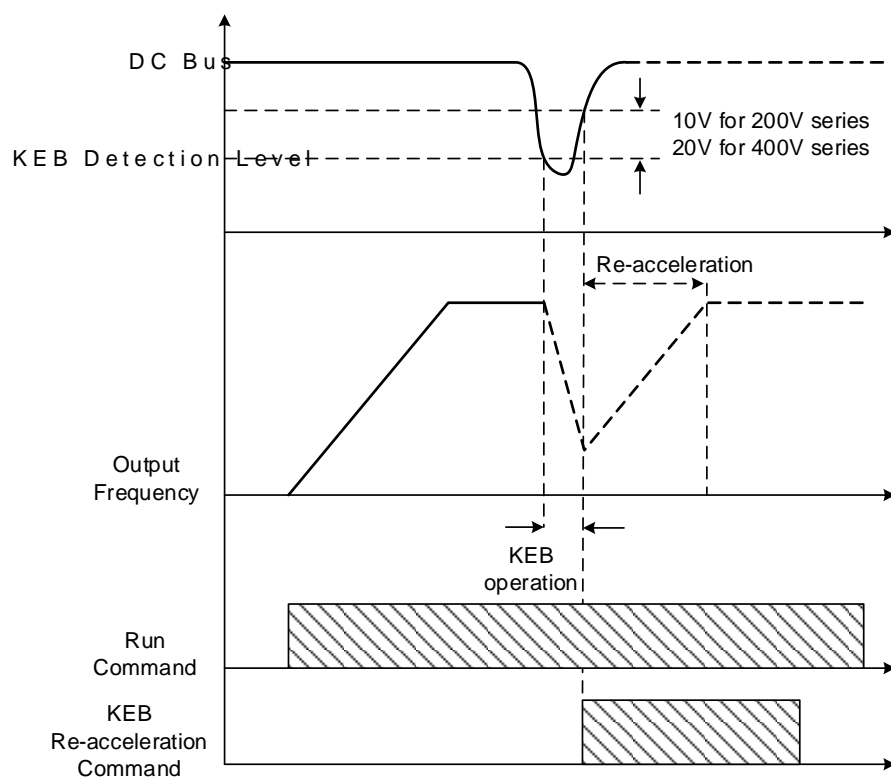 DC Bus
10V for 200V series
20V for 400V series
KEB Detection Level
Re-acceleration
Output
Frequency
KEB
operation
Run
Command
KEB
Re-acceleration
Command